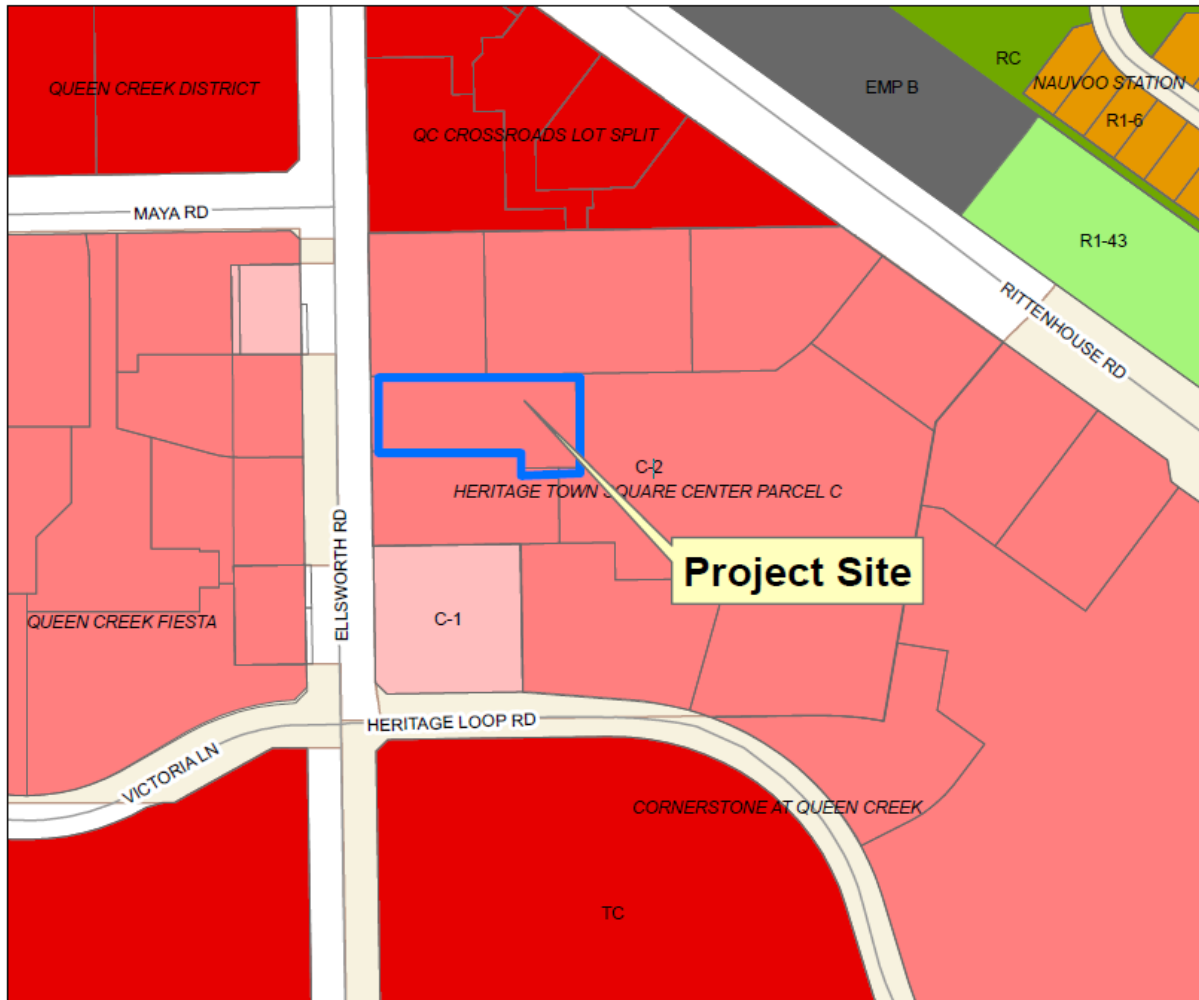 RC
QUEEN CREEK DISTRICT
EMP B
NAUVOO STATION
QC CROSSROADS LOT SPLIT
R1-6
MAYA RD
R1-43
RITTENHOUSE RD
C-2
HERITAGE TOWN SQUARE CENTER PARCEL C
ELLSWORTH RD
Project Site
C-1
QUEEN CREEK FIESTA
HERITAGE LOOP RD
VICTORIA LN
CORNERSTONE AT QUEEN CREEK
TC